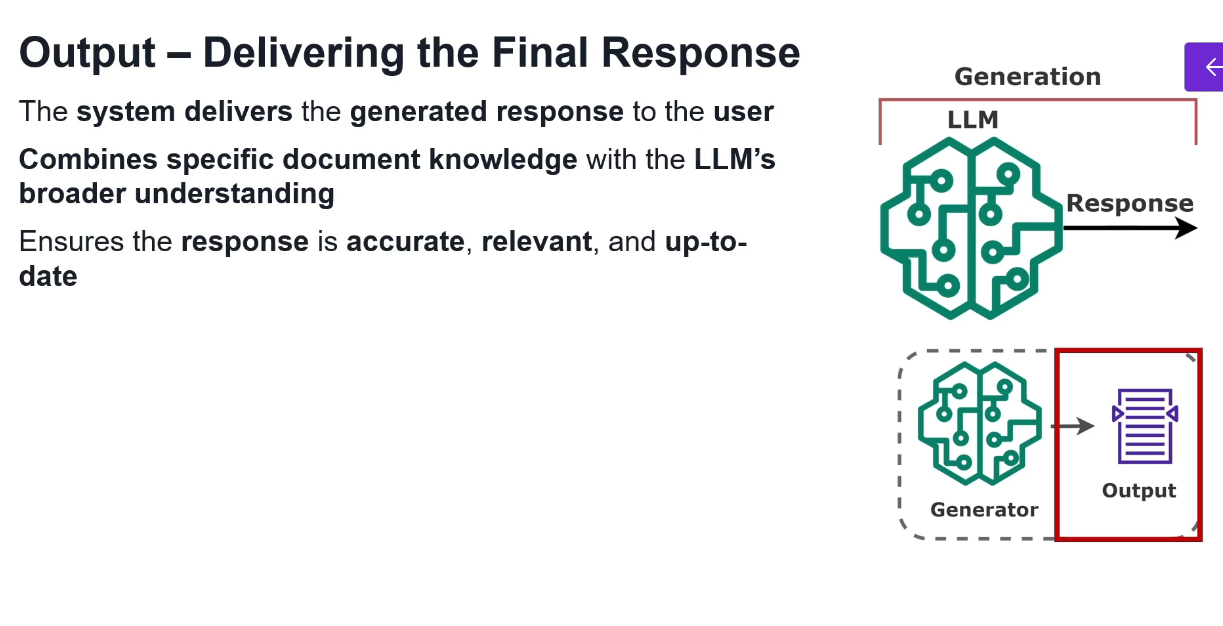 Output – Delivering the Final Response
The system delivers the generated response to the user
Combines specific document knowledge with the LLM’s
broader understanding
Ensures the response is accurate, relevant, and up-to-
date
Generation
LLM
Response
Generator
Output